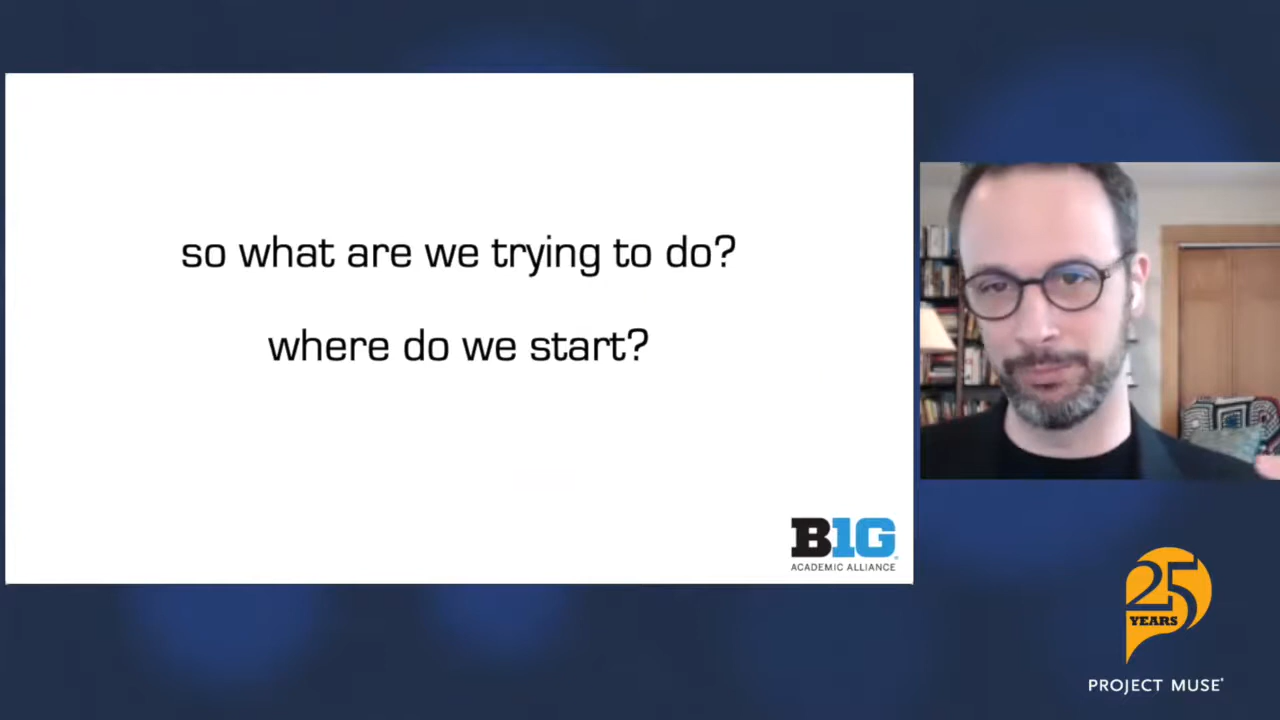 so what are we trying to do?
where do we start?
B1G
ACADEMIC ALLIANCE
25
YEARS
PROJECT MUSE